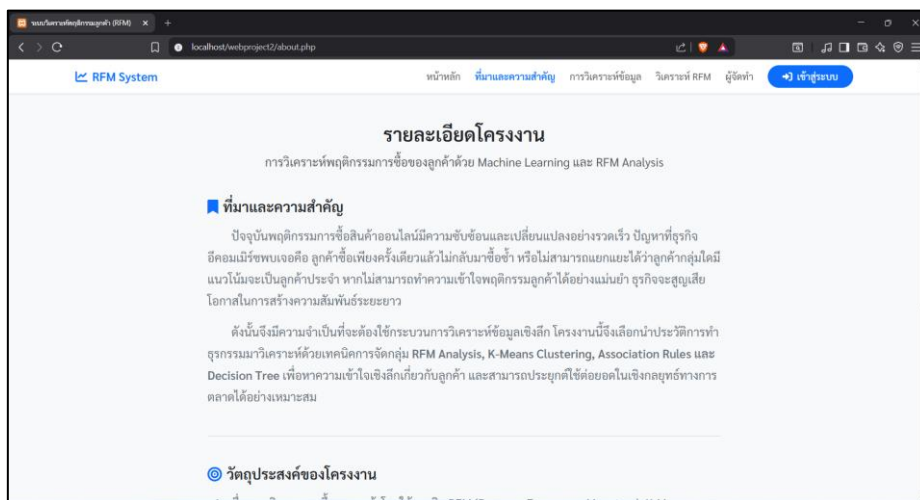 ระบบวิเคราะห์พฤติกรรมลูกค้า (RFM)
localhost/webproject2/about.php
RFM System
หน้าหลัก ที่มาและความสำคัญ การวิเคราะห์ข้อมูล วิเคราะห์ RFM ผู้จัดทำ เข้าสู่ระบบ
รายละเอียดโครงงาน
การวิเคราะห์พฤติกรรมการซื้อของลูกค้าด้วย Machine Learning และ RFM Analysis
ที่มาและความสำคัญ
ปัจจุบันพฤติกรรมการซื้อสินค้าออนไลน์มีความซับซ้อนและเปลี่ยนแปลงอย่างรวดเร็ว ปัญหาที่ธุรกิจ
อีคอมเมิร์ซพบเจอคือ ลูกค้าซื้อเพียงครั้งเดียวแล้วไม่กลับมาซื้อซ้ำ หรือไม่สามารถแยกแยะได้ว่าลูกค้ากลุ่มใดมี
แนวโน้มจะเป็นลูกค้าประจำ หากไม่สามารถทำความเข้าใจพฤติกรรมลูกค้าได้อย่างแม่นยำ ธุรกิจจะสูญเสีย
โอกาสในการสร้างความสัมพันธ์ระยะยาว
ดังนั้นจึงมีความจำเป็นที่จะต้องใช้กระบวนการวิเคราะห์ข้อมูลเชิงลึก โครงงานนี้จึงเลือกนำประวัติการทำ
ธุรกรรมมาวิเคราะห์ด้วยเทคนิคการจัดกลุ่ม RFM Analysis, K-Means Clustering, Association Rules และ
Decision Tree เพื่อหาความเข้าใจเชิงลึกเกี่ยวกับลูกค้า และสามารถประยุกต์ใช้ต่อยอดในเชิงกลยุทธ์ทางการ
ตลาดได้อย่างเหมาะสม
วัตถุประสงค์ของโครงงาน